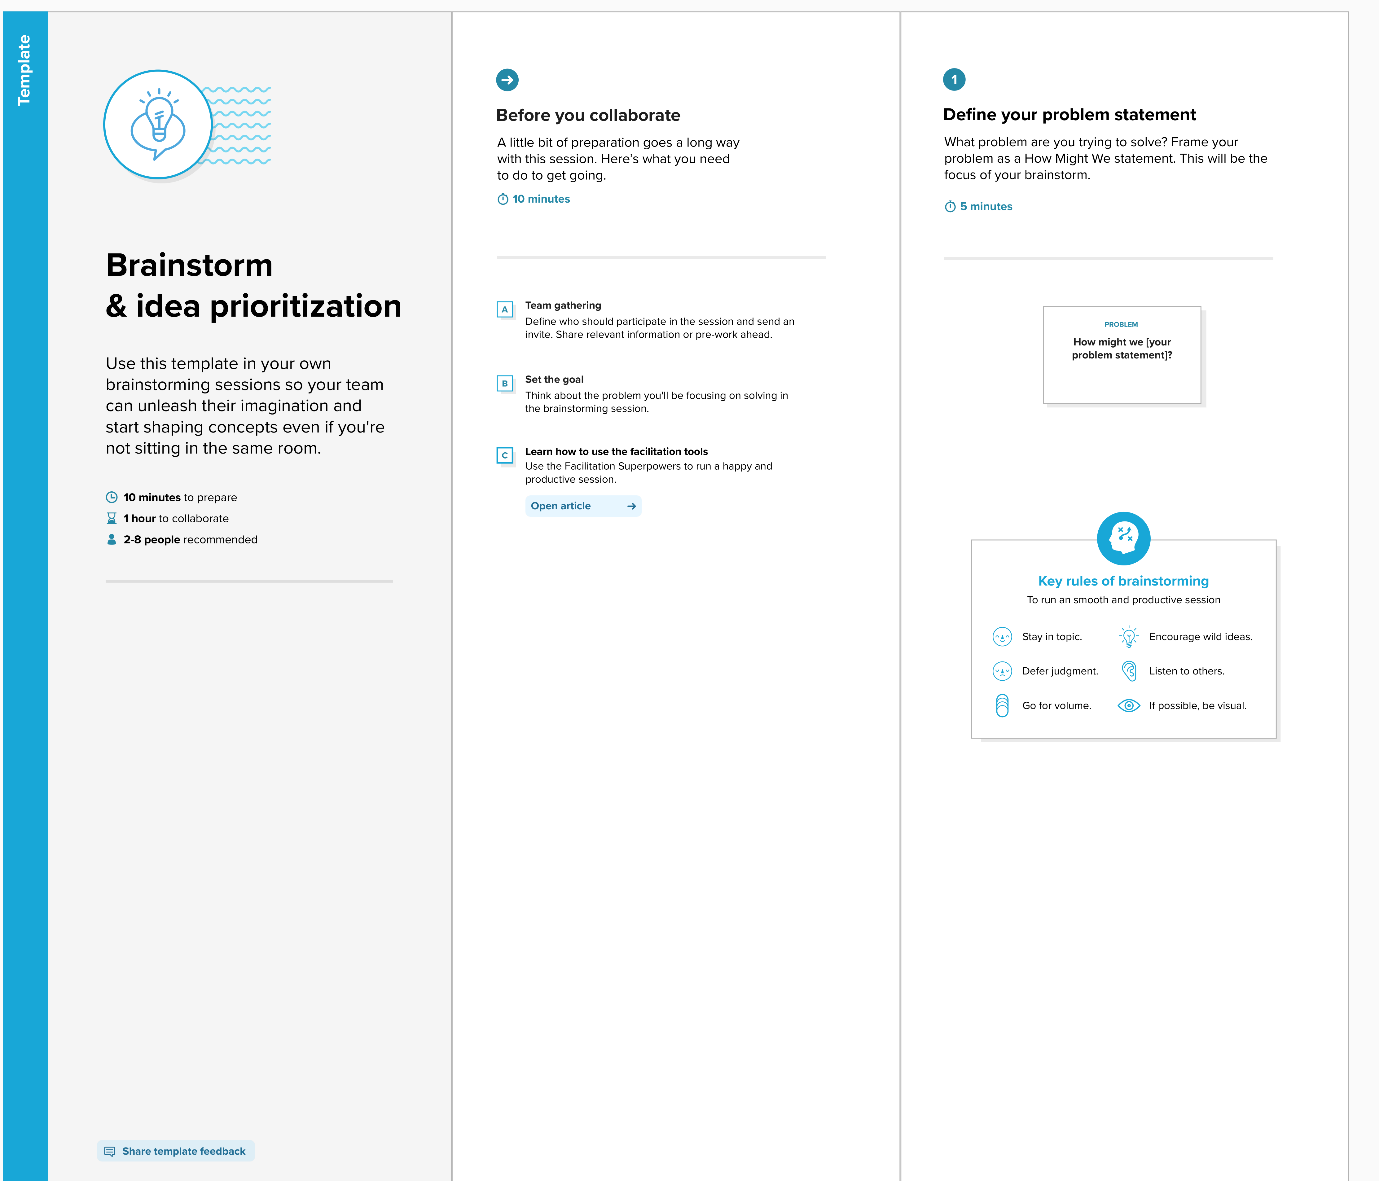 Template
Brainstorm
& idea prioritization
Use this template in your own
brainstorming sessions so your team
can unleash their imagination and
start shaping concepts even if you're
not sitting in the same room.
10 minutes to prepare
1 hour to collaborate
2-8 people recommended
Share template feedback
Before you collaborate
A little bit of preparation goes a long way
with this session. Here's what you need
to do to get going.
10 minutes
A
Team gathering
Define who should participate in the session and send an
invite. Share relevant information or pre-work ahead.
B
Set the goal
Think about the problem you'll be focusing on solving in
the brainstorming session.
C
Learn how to use the facilitation tools
Use the Facilitation Superpowers to run a happy and
productive session.
Open article
1
Define your problem statement
What problem are you trying to solve? Frame your
problem as a How Might We statement. This will be the
focus of your brainstorm.
5 minutes
PROBLEM
How might we [your
problem statement]?
Key rules of brainstorming
To run an smooth and productive session
Stay in topic.
Encourage wild ideas.
Defer judgment.
Listen to others.
Go for volume.
If possible, be visual.